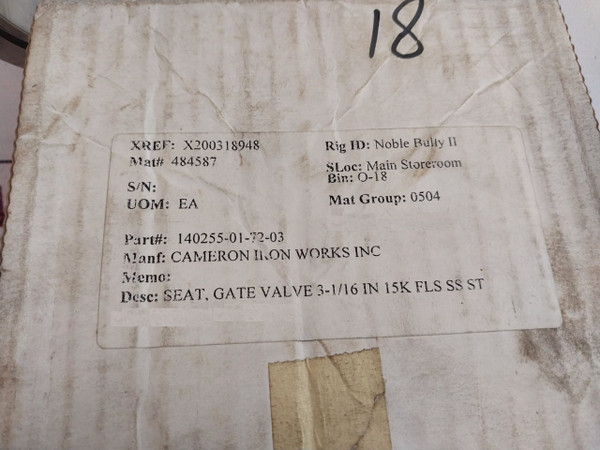 18
XREF: X200318948 Rig ID: Noble Bully II
Mat# 484587 SLoc: Main Storeroom
Bin: O-18
S/N:
UOM: EA Mat Group: 0504
Part#: 140255-01-72-03
Manf: CAMERON IRON WORKS INC
Memo:
Desc: SEAT, GATE VALVE 3-1/16 IN 15K FLS SS ST